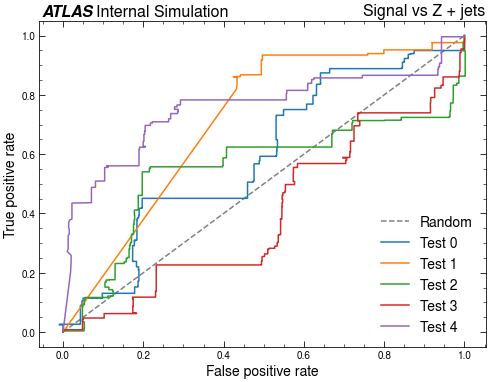 ATLAS Internal Simulation Signal vs Z + jets
True positive rate
1.0
0.8
0.6
0.4
0.2
0.0
Random
Test 0
Test 1
Test 2
Test 3
Test 4
0.0 0.2 0.4 0.6 0.8 1.0
False positive rate